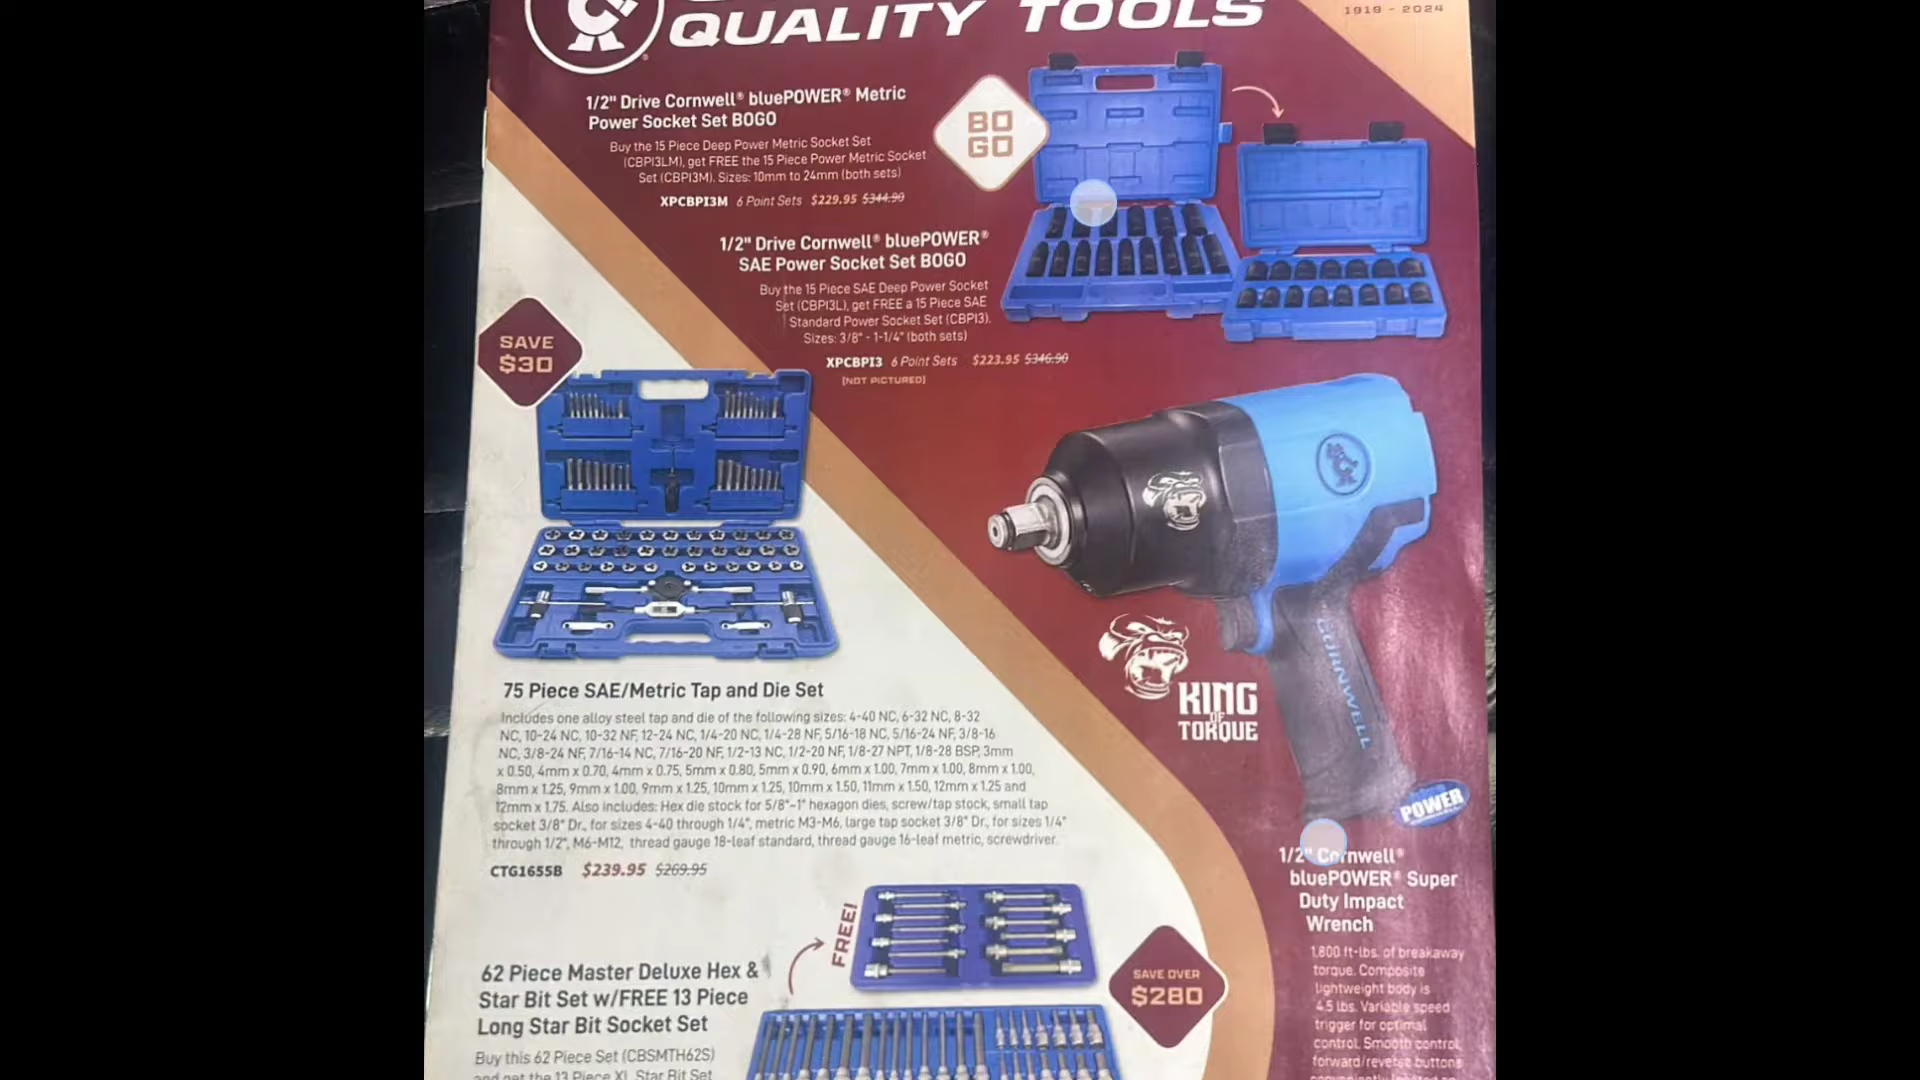 QUALITY TOOLS
1919 - 2024
1/2" Drive Cornwell® bluePOWER® Metric
Power Socket Set BOGO
Buy the 15 Piece Deep Power Metric Socket Set
(CBPI3LM), get FREE the 15 Piece Power Metric Socket
Set (CBPI3M). Sizes: 10mm to 24mm (both sets)
XPCBPI3M 6 Point Sets $229.95 $344.90
BO
GO
1/2" Drive Cornwell® bluePOWER®
SAE Power Socket Set BOGO
Buy the 15 Piece SAE Deep Power Socket
Set (CBPI3L), get FREE a 15 Piece SAE
Standard Power Socket Set (CBPI3).
Sizes: 3/8" - 1-1/4" (both sets)
XPCBPI3 6 Point Sets $223.95 $346.90
(NOT PICTURED)
SAVE
$30
75 Piece SAE/Metric Tap and Die Set
Includes one alloy steel tap and die of the following sizes: 4-40 NC, 6-32 NC, 8-32
NC, 10-24 NC, 10-32 NF, 12-24 NC, 1/4-20 NC, 1/4-28 NF, 5/16-18 NC, 5/16-24 NF, 3/8-16
NC, 3/8-24 NF, 7/16-14 NC, 7/16-20 NF, 1/2-13 NC, 1/2-20 NF, 1/8-27 NPT, 1/8-28 BSP, 3mm
x 0.50, 4mm x 0.70, 4mm x 0.75, 5mm x 0.80, 5mm x 0.90, 6mm x 1.00, 7mm x 1.00, 8mm x 1.00,
8mm x 1.25, 9mm x 1.00, 9mm x 1.25, 10mm x 1.25, 10mm x 1.50, 11mm x 1.50, 12mm x 1.25 and
12mm x 1.75. Also includes: Hex die stock for 5/8"-1" hexagon dies, screw/tap stock, small tap
socket 3/8" Dr., for sizes 4-40 through 1/4", metric M3-M6, large tap socket 3/8" Dr., for sizes 1/4"
through 1/2", M6-M12, thread gauge 18-leaf standard, thread gauge 16-leaf metric, screwdriver.
CTG1655B $239.95 $269.95
KING
OF
TORQUE
CORNWELL
POWER
1/2" Cornwell®
bluePOWER® Super
Duty Impact
Wrench
1,800 ft-lbs. of breakaway
torque. Composite
lightweight body is
4.5 lbs. Variable speed
trigger for optimal
control. Smooth control
forward/reverse buttons
FREE!
SAVE OVER
$280
62 Piece Master Deluxe Hex &
Star Bit Set w/FREE 13 Piece
Long Star Bit Socket Set
Buy this 62 Piece Set (CBSMTH62S)
and get the 13 Piece XL Star Bit Set